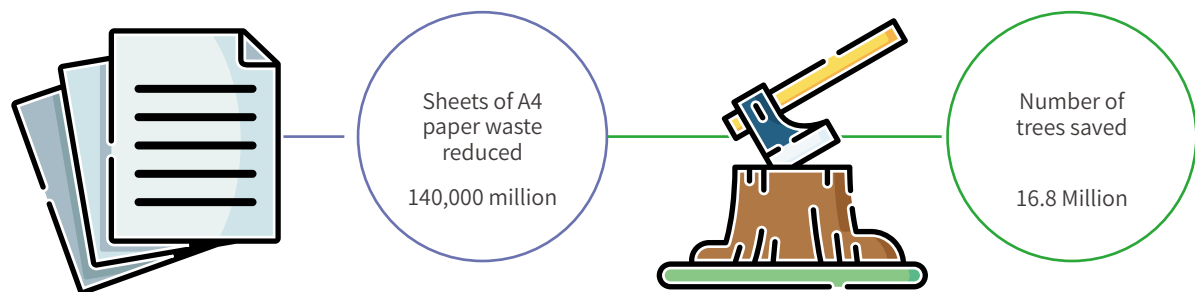 Sheets of A4
paper waste
reduced
140,000 million
Number of
trees saved
16.8 Million